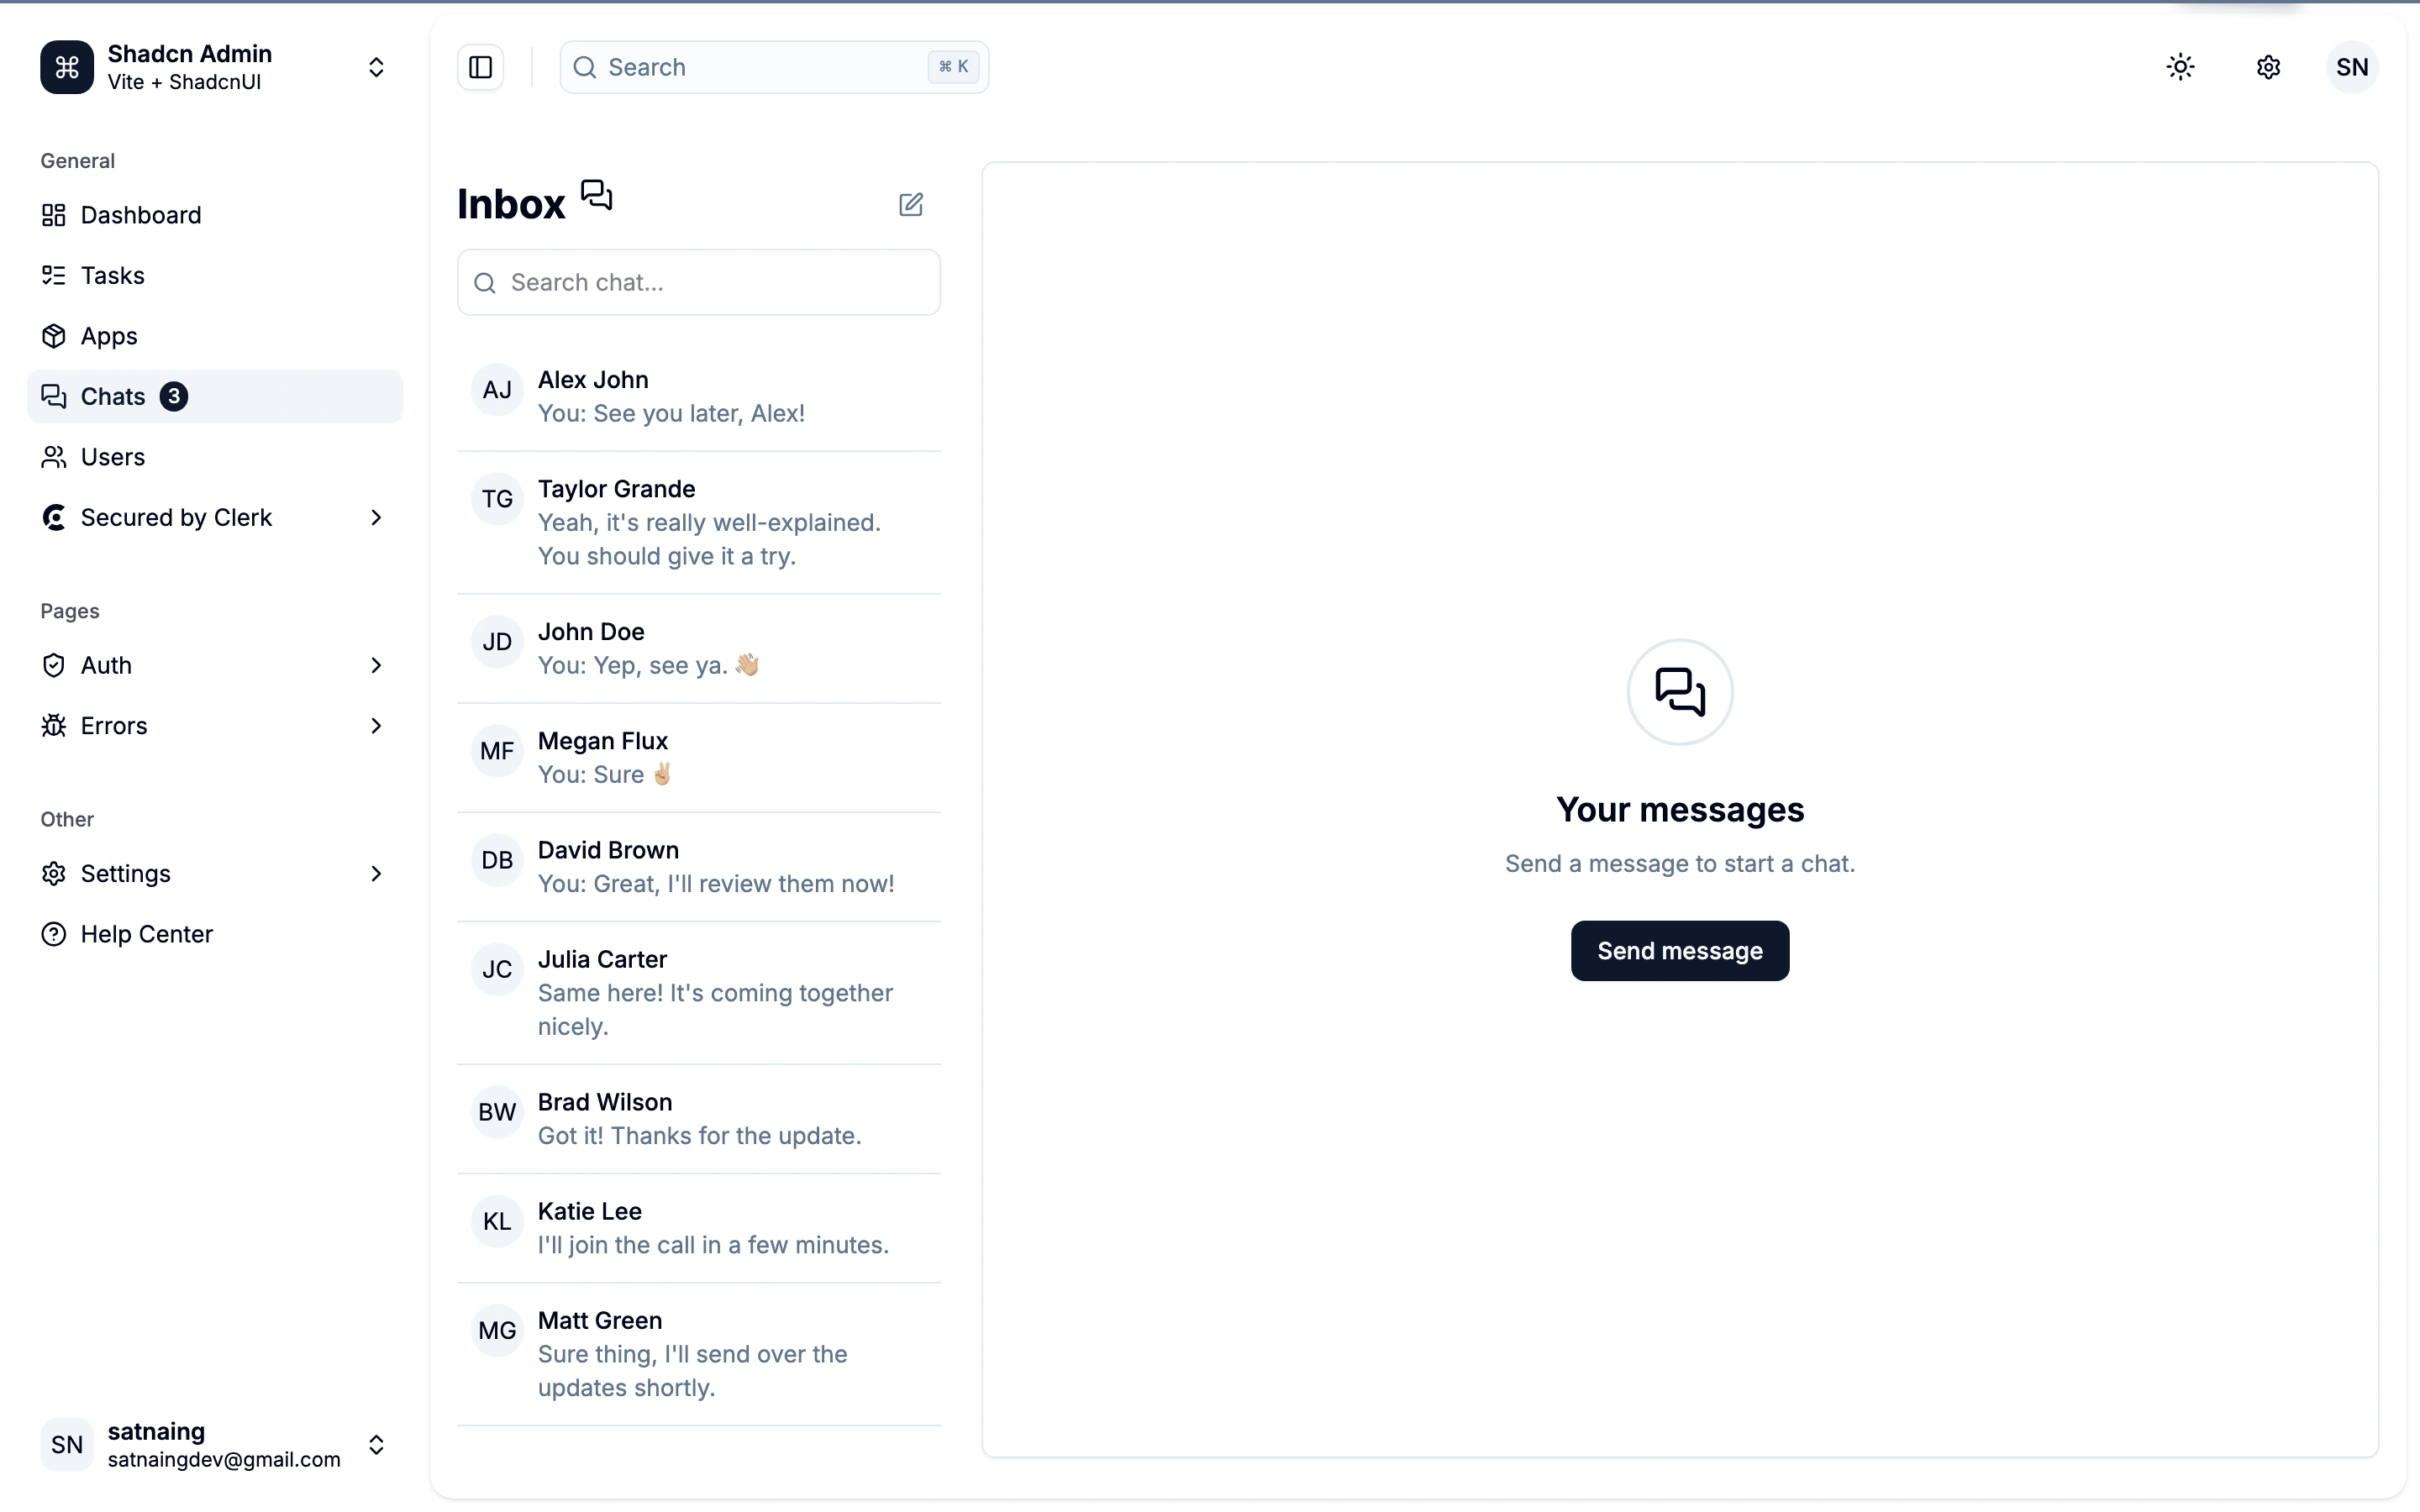 Shadcn Admin
Vite + ShadcnUI
General
Dashboard
Tasks
Apps
Chats 3
Users
Secured by Clerk
Pages
Auth
Errors
Other
Settings
Help Center
SN
satnaing
satnaingdev@gmail.com
Search ⌘ K
SN
Inbox
Search chat...
AJ
Alex John
You: See you later, Alex!
TG
Taylor Grande
Yeah, it's really well-explained.
You should give it a try.
JD
John Doe
You: Yep, see ya. 👋🏼
MF
Megan Flux
You: Sure ✌🏼
DB
David Brown
You: Great, I'll review them now!
JC
Julia Carter
Same here! It's coming together
nicely.
BW
Brad Wilson
Got it! Thanks for the update.
KL
Katie Lee
I'll join the call in a few minutes.
MG
Matt Green
Sure thing, I'll send over the
updates shortly.
Your messages
Send a message to start a chat.
Send message